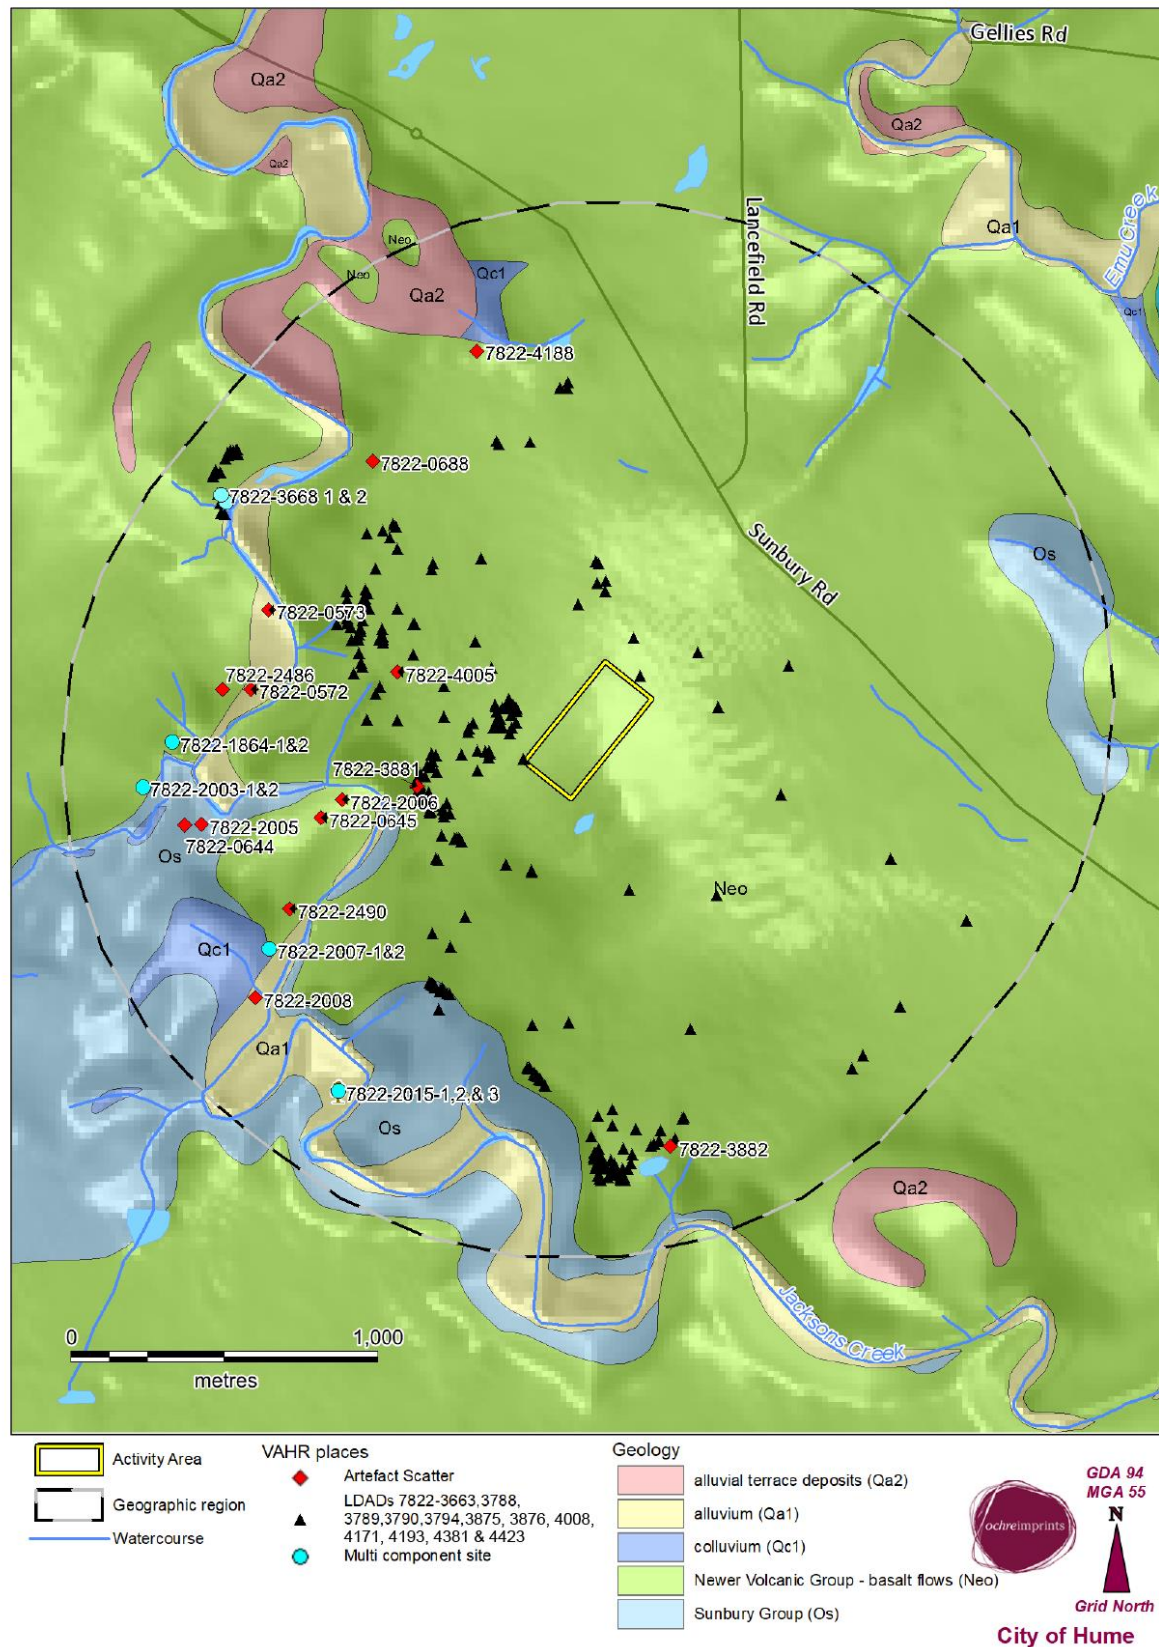 Gellies Rd
Qa2
Qa2
Qa2
Qa1
Emu Creek
Lancefield Rd
Neo
Neo
Qc1
Qa2
Qc1
7822-4188
7822-0688
7822-3668 1 & 2
Sunbury Rd
Os
7822-0573
7822-2486
7822-4005
7822-0572
7822-1864-1&2
7822-3881
7822-2003-1&2
7822-2006
7822-0645
7822-2005
7822-0644
Os
Neo
7822-2490
Qc1
7822-2007-1&2
7822-2008
Qa1
7822-2015-1,2,& 3
Os
7822-3882
Qa2
Jacksons Creek
0 1,000
metres
Activity Area
Geographic region
Watercourse
VAHR places
Artefact Scatter
LDADs 7822-3663,3788,
3789,3790,3794,3875, 3876, 4008,
4171, 4193, 4381 & 4423
Multi component site
Geology
alluvial terrace deposits (Qa2)
alluvium (Qa1)
colluvium (Qc1)
Newer Volcanic Group - basalt flows (Neo)
Sunbury Group (Os)
ochreimprints
GDA 94
MGA 55
N
Grid North
City of Hume